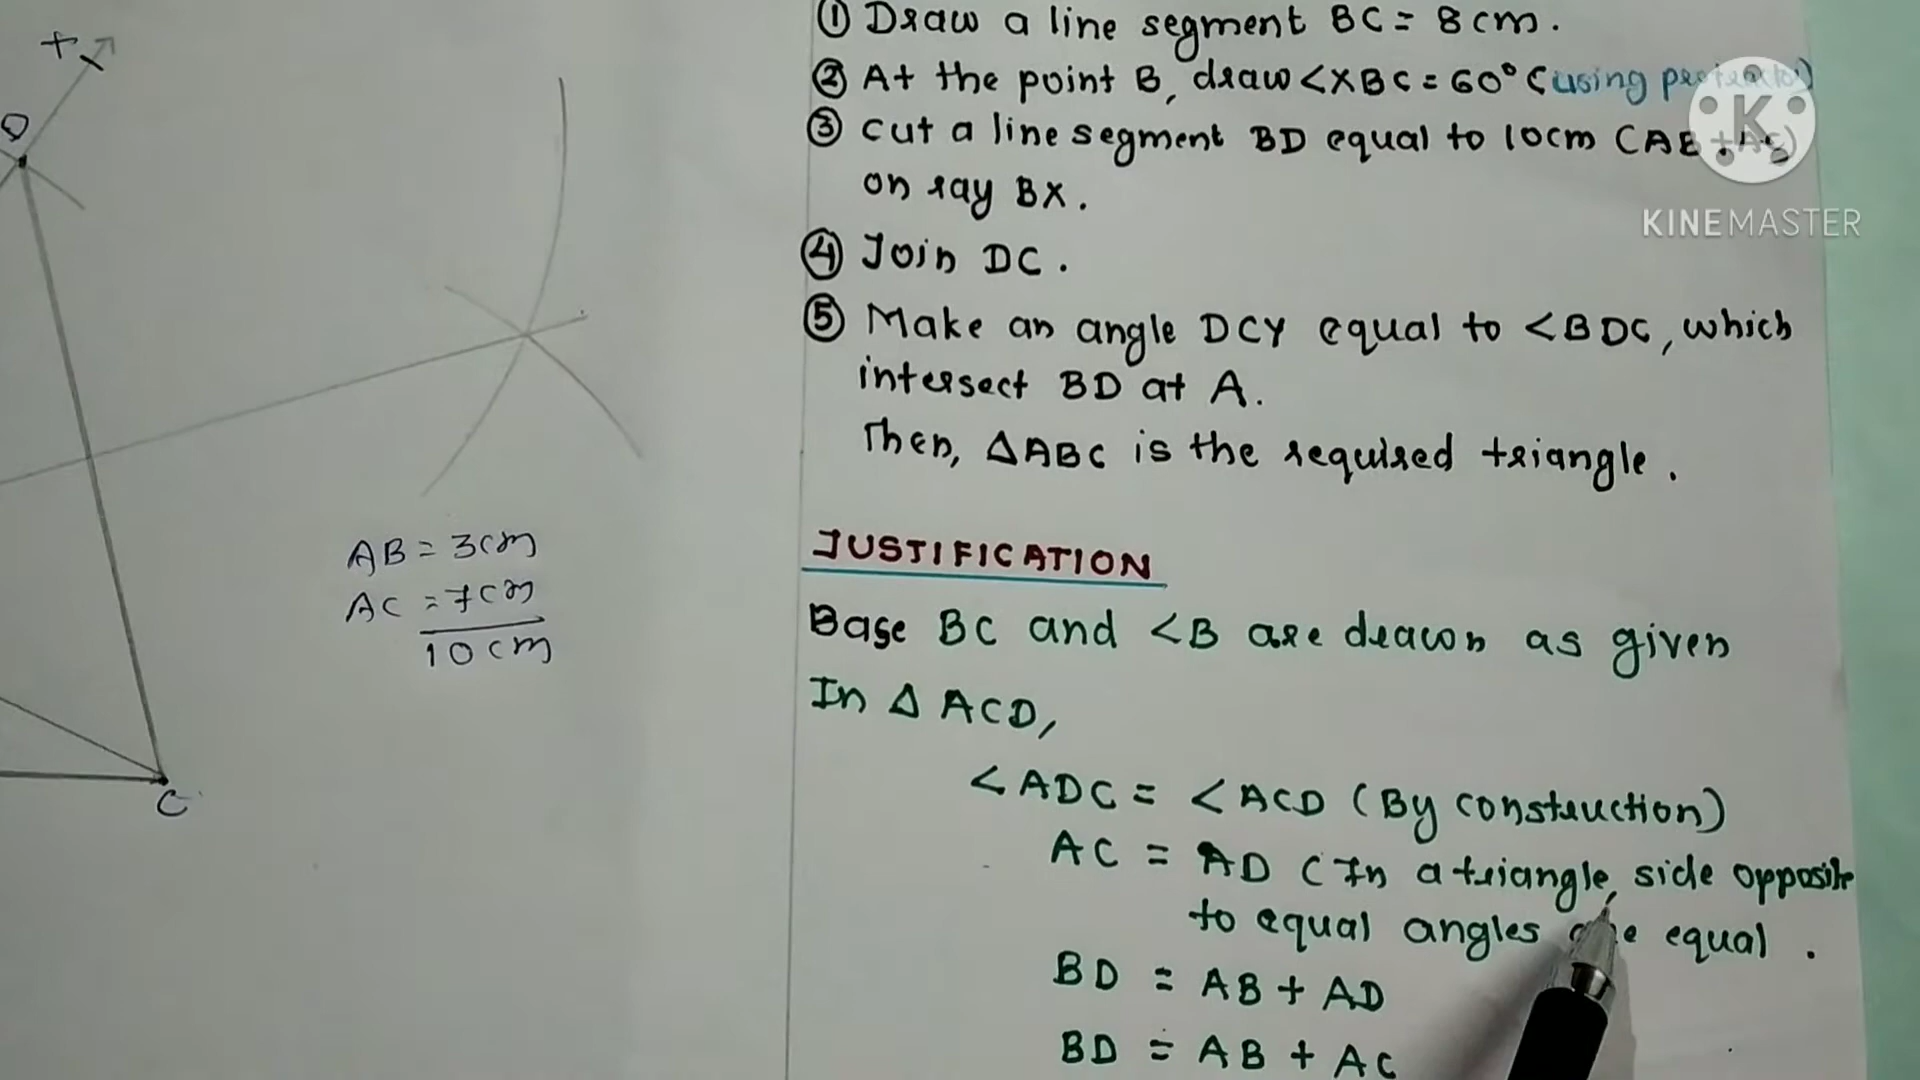 ① Draw a line segment BC = 8cm.
② At the point B, draw <XBC = 60° (using protractor)
③ cut a line segment BD equal to 10cm (AB + AC)
on ray BX.
④ Join DC.
⑤ Make an angle DCY equal to <BDC, which
intersect BD at A.
Then, ΔABC is the required triangle.
JUSTIFICATION
Base BC and <B are drawn as given
In Δ ACD,
<ADC = <ACD (By construction)
AC = AD (In a triangle, side opposite
to equal angles are equal.
BD = AB + AD
BD = AB + AC
X
D
C
AB = 3cm
AC = 7cm
10cm
K
KINEMASTER